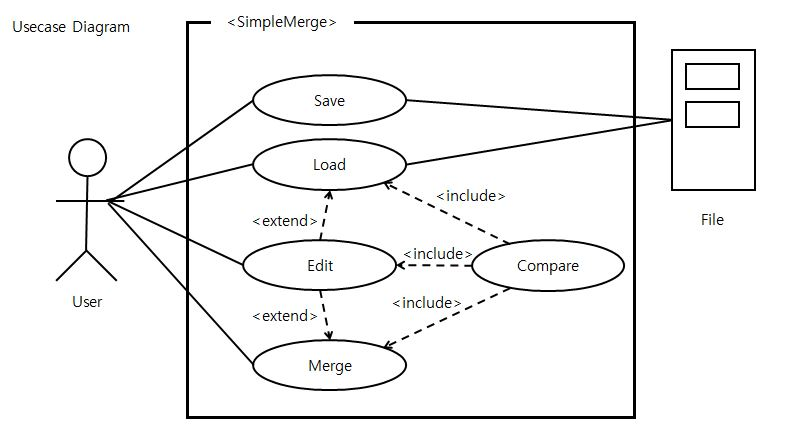 Usecase Diagram
<SimpleMerge>
Save
Load
<include>
<extend>
File
<include>
Edit
Compare
User
<extend>
<include>
Merge